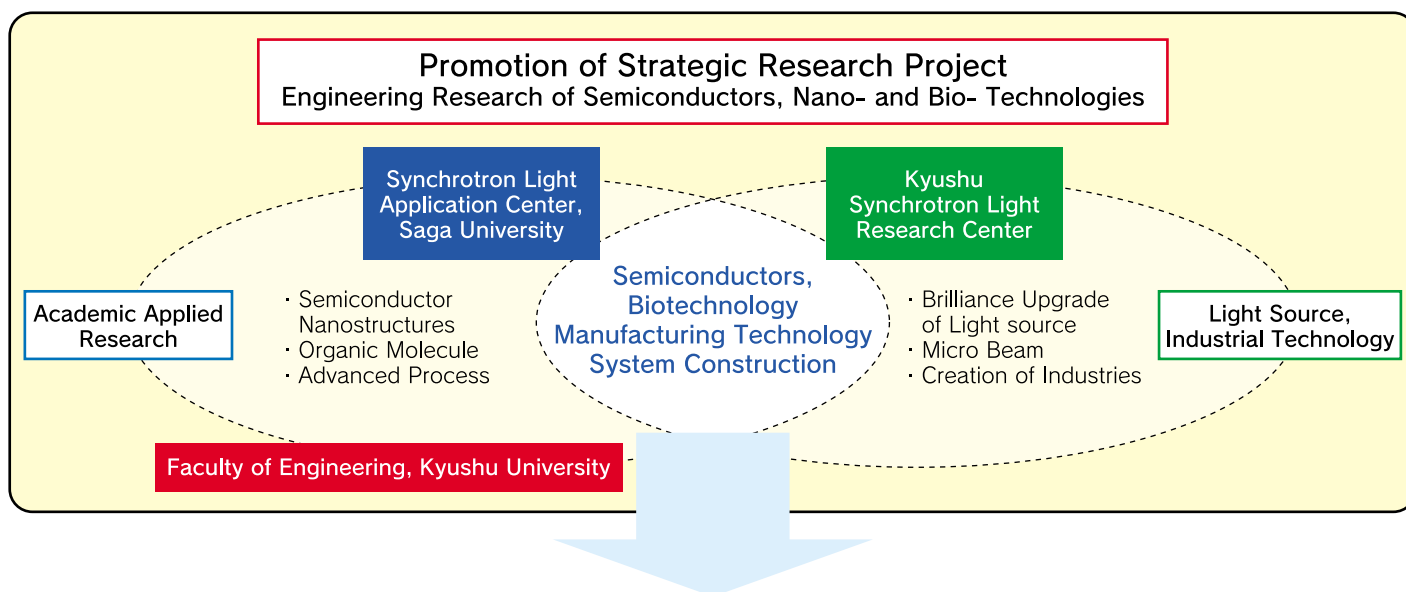 Promotion of Strategic Research Project
Engineering Research of Semiconductors, Nano- and Bio- Technologies
Synchrotron Light
Application Center,
Saga University
Kyushu
Synchrotron Light
Research Center
Academic Applied
Research
· Semiconductor
Nanostructures
· Organic Molecule
· Advanced Process
Semiconductors,
Biotechnology
Manufacturing Technology
System Construction
· Brilliance Upgrade
of Light source
· Micro Beam
· Creation of Industries
Light Source,
Industrial Technology
Faculty of Engineering, Kyushu University